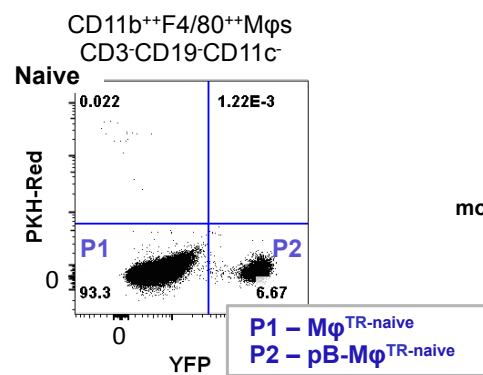 CD11b++F4/80++Mφs
CD3-CD19-CD11c-
Naive
0.022 1.22E-3
PKH-Red
mo
P1 P2
0
93.3 6.67
0
YFP
P1 – MφTR-naive
P2 – pB-MφTR-naive